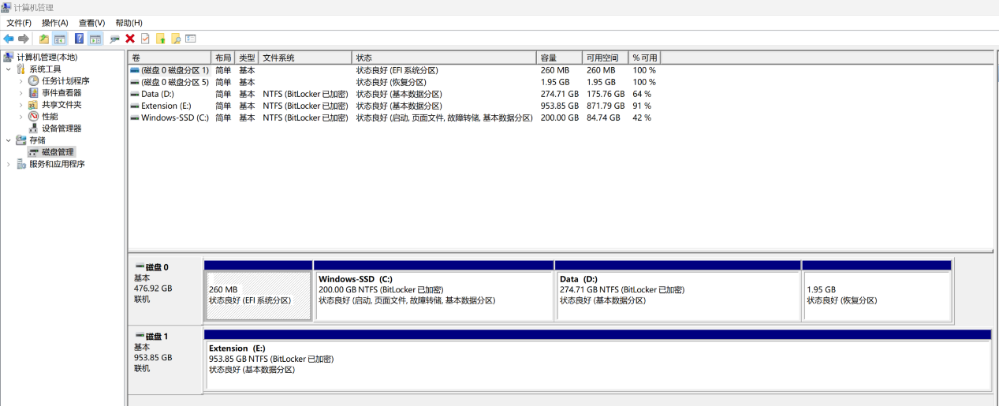 计算机管理
文件(F) 操作(A) 查看(V) 帮助(H)
计算机管理(本地)
系统工具
任务计划程序
事件查看器
共享文件夹
性能
设备管理器
存储
磁盘管理
服务和应用程序
卷 布局 类型 文件系统 状态 容量 可用空间 % 可用
(磁盘 0 磁盘分区 1) 简单 基本 状态良好 (EFI 系统分区) 260 MB 260 MB 100 %
(磁盘 0 磁盘分区 5) 简单 基本 状态良好 (恢复分区) 1.95 GB 1.95 GB 100 %
Data (D:) 简单 基本 NTFS (BitLocker 已加密) 状态良好 (基本数据分区) 274.71 GB 175.76 GB 64 %
Extension (E:) 简单 基本 NTFS (BitLocker 已加密) 状态良好 (基本数据分区) 953.85 GB 871.79 GB 91 %
Windows-SSD (C:) 简单 基本 NTFS (BitLocker 已加密) 状态良好 (启动, 页面文件, 故障转储, 基本数据分区) 200.00 GB 84.74 GB 42 %
磁盘 0
基本
476.92 GB
联机
260 MB
状态良好 (EFI 系统分区)
Windows-SSD (C:)
200.00 GB NTFS (BitLocker 已加密)
状态良好 (启动, 页面文件, 故障转储, 基本数据分区)
Data (D:)
274.71 GB NTFS (BitLocker 已加密)
状态良好 (基本数据分区)
1.95 GB
状态良好 (恢复分区)
磁盘 1
基本
953.85 GB
联机
Extension (E:)
953.85 GB NTFS (BitLocker 已加密)
状态良好 (基本数据分区)